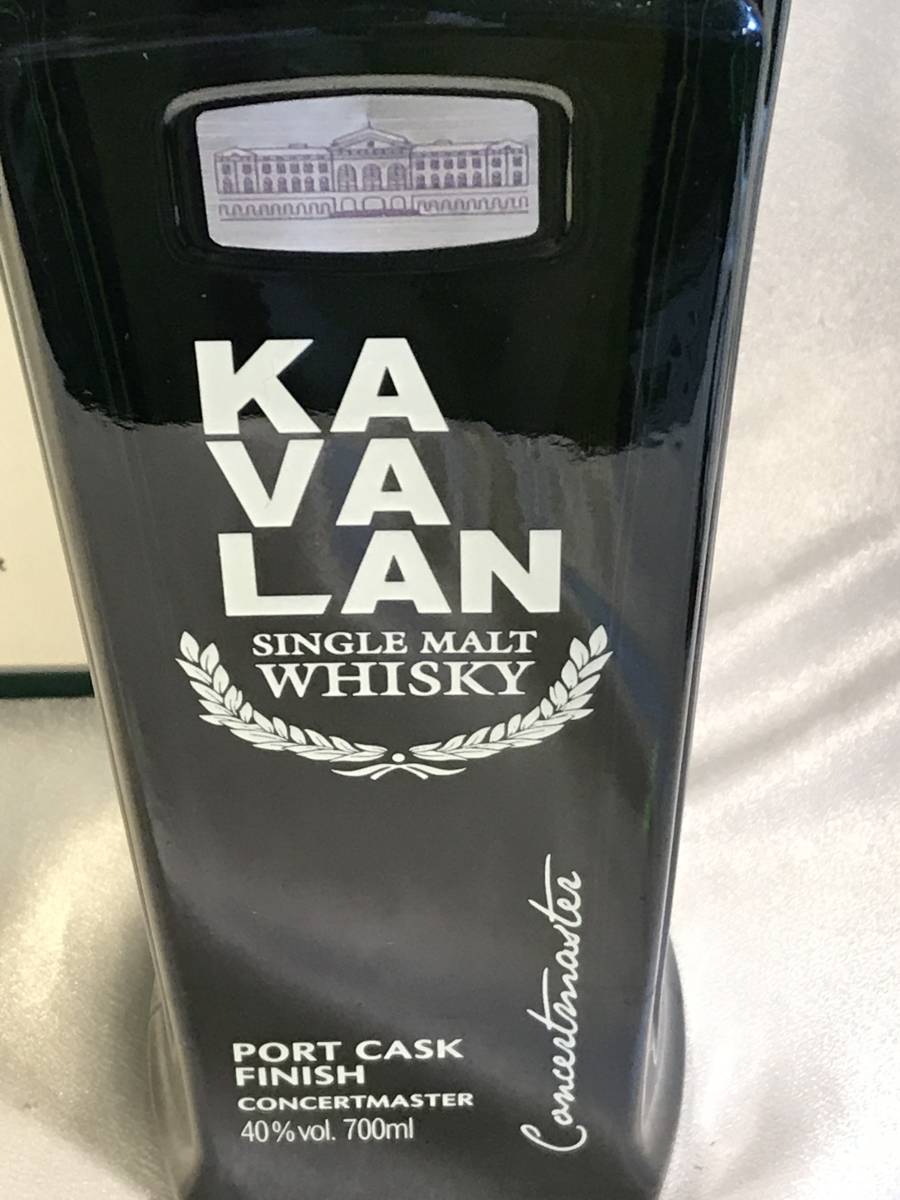 KA
VA
LAN
SINGLE MALT
WHISKY
Concertmaster
PORT CASK
FINISH
CONCERTMASTER
40%vol. 700ml